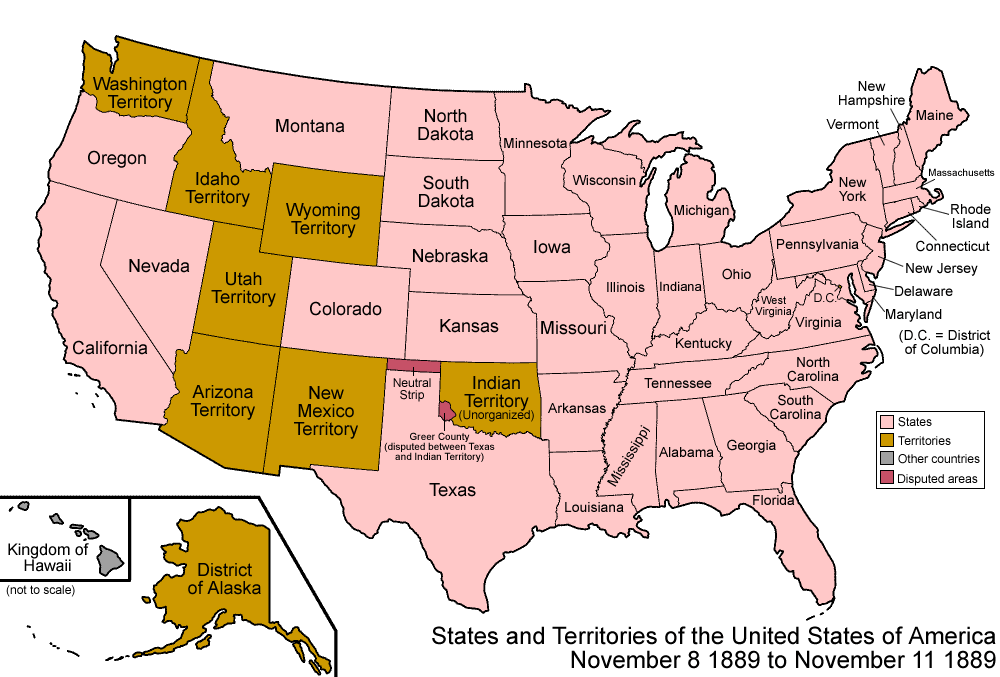 Washington
Territory
Montana
North
Dakota
Minnesota
New
Hampshire
Vermont
Maine
Oregon
Idaho
Territory
Wyoming
Territory
South
Dakota
Wisconsin
Michigan
New
York
Massachusetts
Rhode
Island
Connecticut
New Jersey
Delaware
Maryland
(D.C. = District
of Columbia)
Nevada
Utah
Territory
Colorado
Nebraska
Iowa
Illinois
Indiana
Ohio
Pennsylvania
West
Virginia
D.C.
Virginia
California
Kansas
Missouri
Kentucky
Arizona
Territory
New
Mexico
Territory
Neutral
Strip
Indian
Territory
(Unorganized)
Greer County
(disputed between Texas
and Indian Territory)
Arkansas
Tennessee
North
Carolina
South
Carolina
Mississippi
Alabama
Georgia
Texas
Louisiana
Florida
States
Territories
Other countries
Disputed areas
Kingdom of
Hawaii
(not to scale)
District
of Alaska
States and Territories of the United States of America
November 8 1889 to November 11 1889